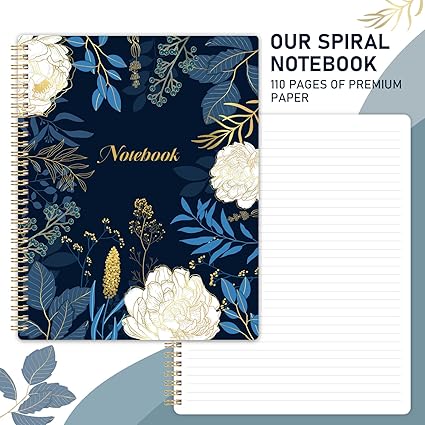 OUR SPIRAL
NOTEBOOK
110 PAGES OF PREMIUM
PAPER
Notebook